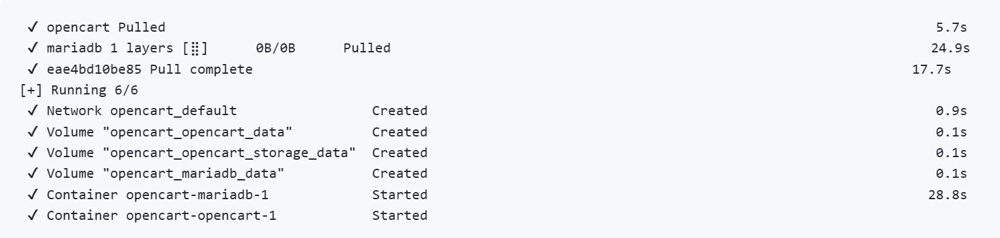 ✓ opencart Pulled 5.7s
✓ mariadb 1 layers [⣿] 0B/0B Pulled 24.9s
✓ eae4bd10be85 Pull complete 17.7s
[+] Running 6/6
✓ Network opencart_default Created 0.9s
✓ Volume "opencart_opencart_data" Created 0.1s
✓ Volume "opencart_opencart_storage_data" Created 0.1s
✓ Volume "opencart_mariadb_data" Created 0.1s
✓ Container opencart-mariadb-1 Started 28.8s
✓ Container opencart-opencart-1 Started